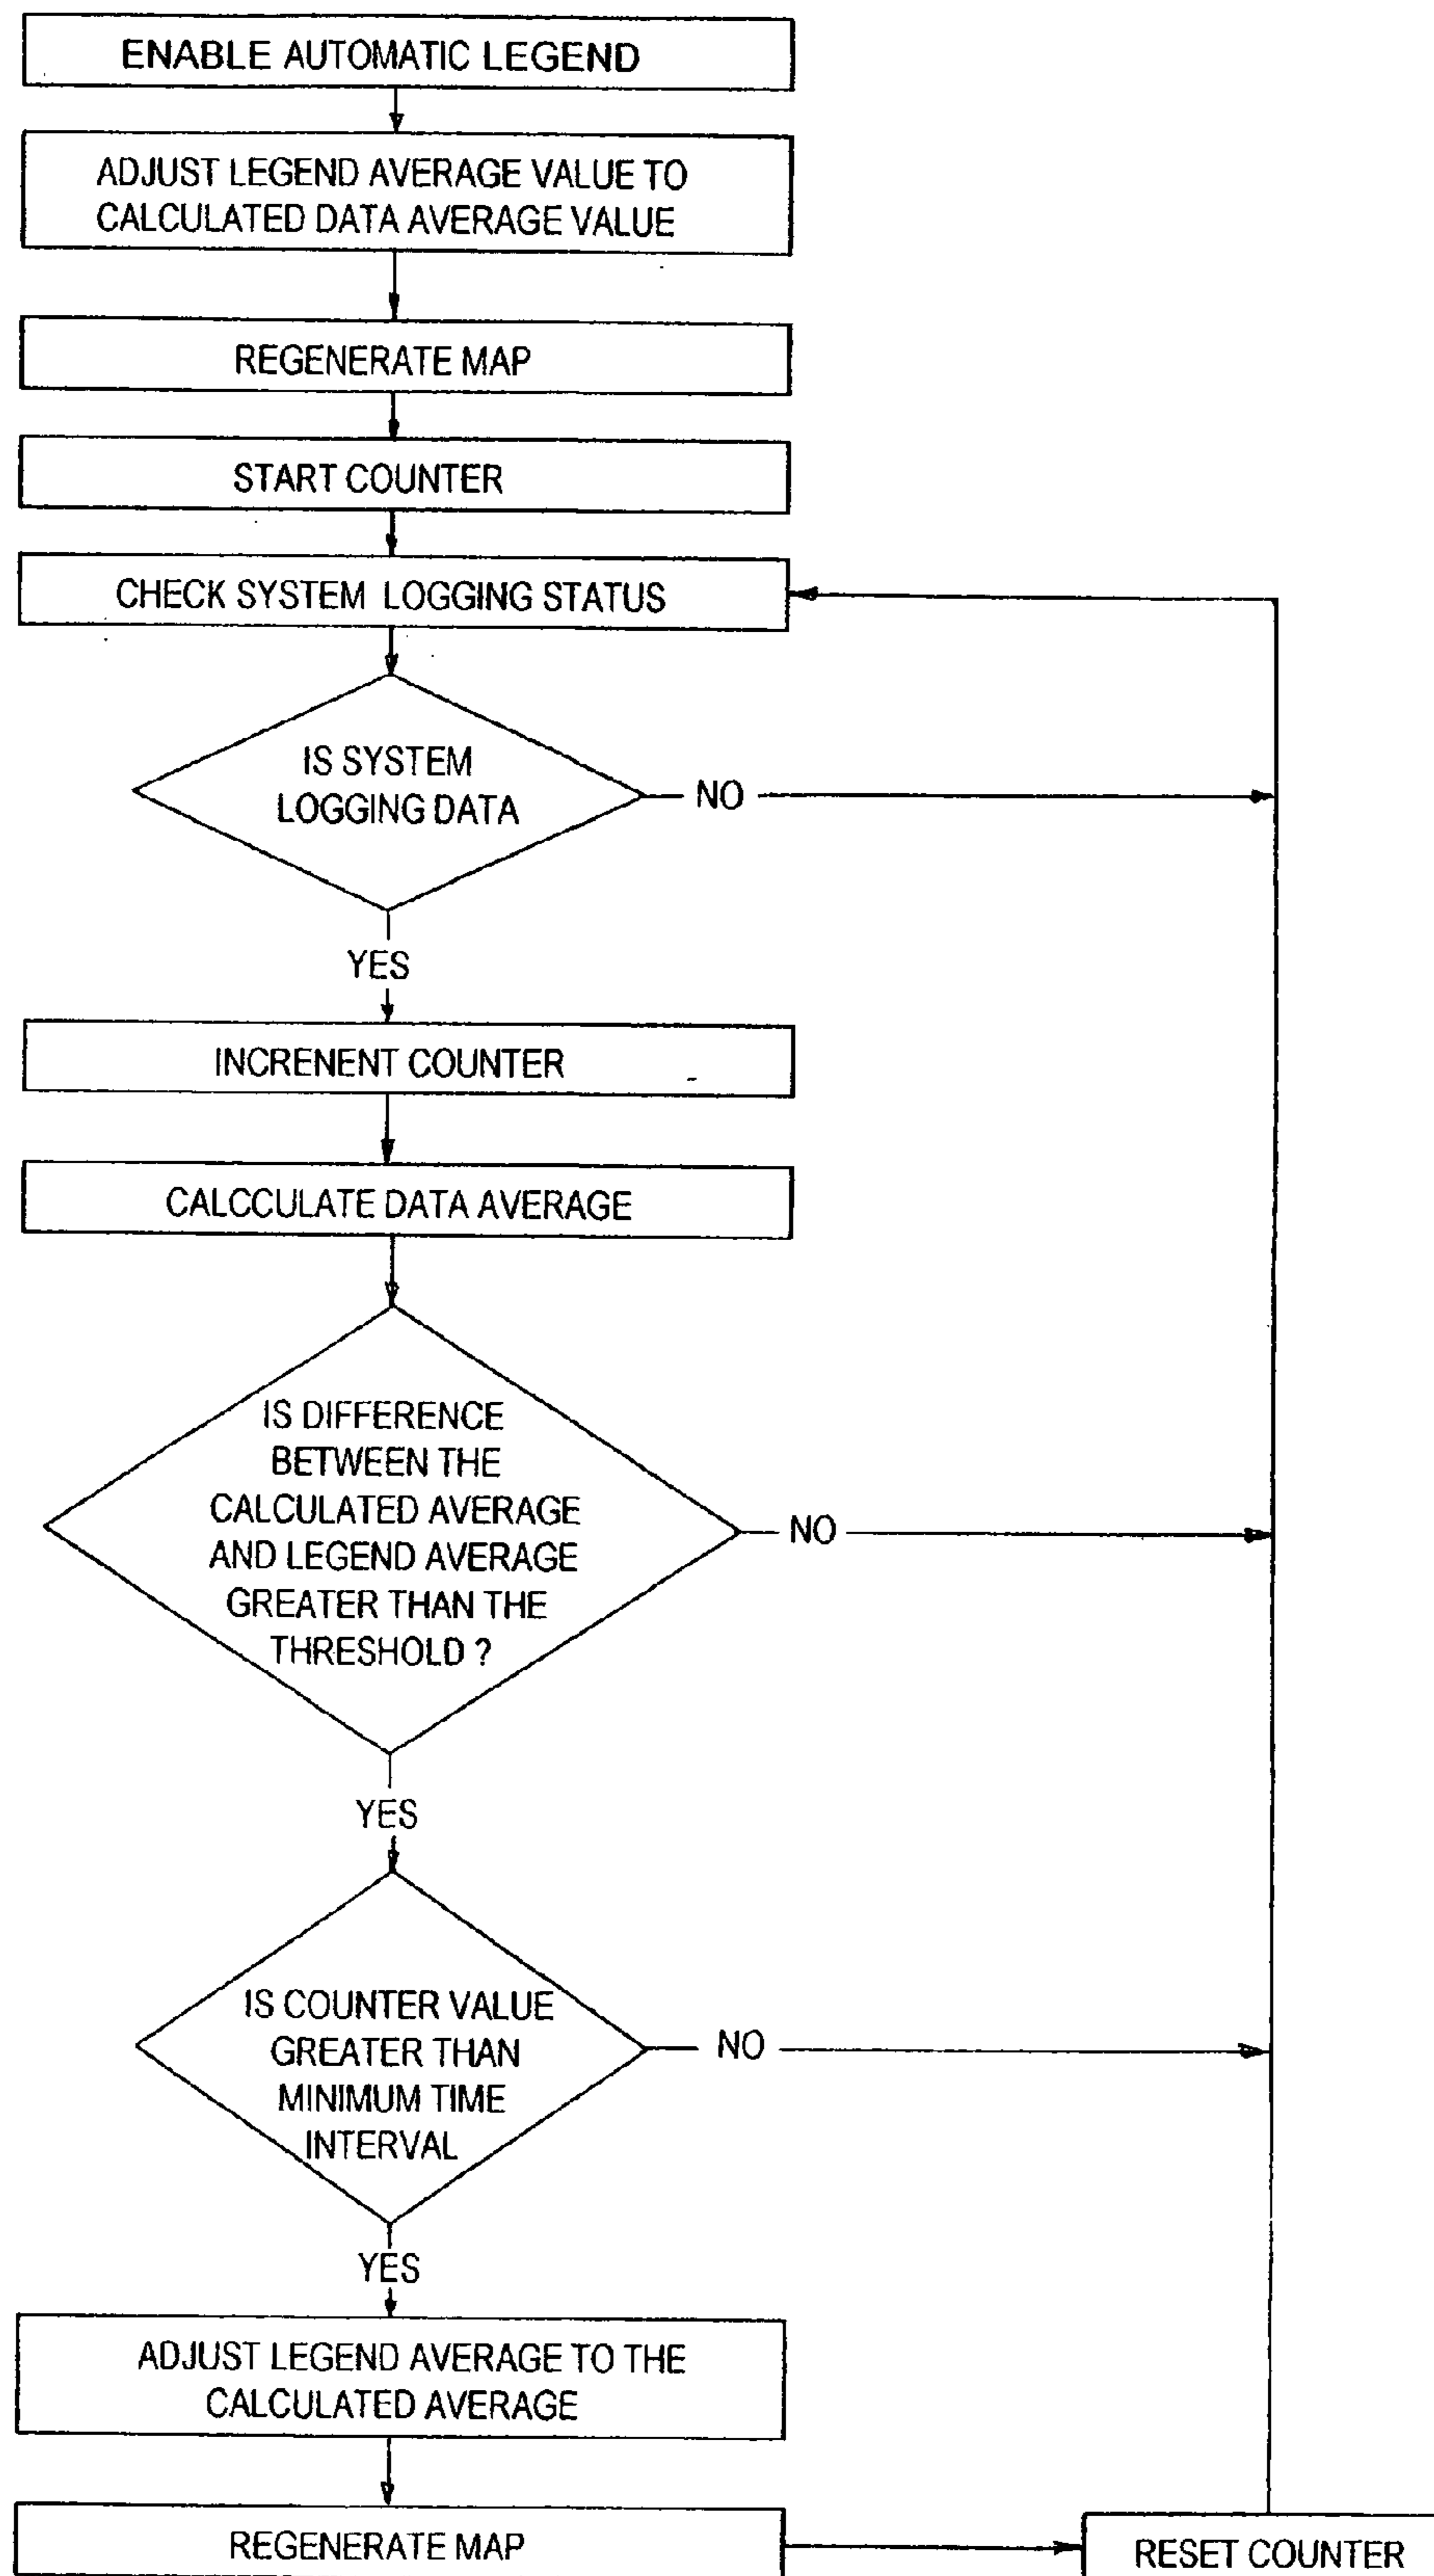 ENABLE AUTOMATIC LEGEND
ADJUST LEGEND AVERAGE VALUE TO
CALCULATED DATA AVERAGE VALUE
REGENERATE MAP
START COUNTER
CHECK SYSTEM LOGGING STATUS
IS SYSTEM
LOGGING DATA
NO
YES
INCRENENT COUNTER
CALCCULATE DATA AVERAGE
IS DIFFERENCE
BETWEEN THE
CALCULATED AVERAGE
AND LEGEND AVERAGE
GREATER THAN THE
THRESHOLD ?
NO
YES
IS COUNTER VALUE
GREATER THAN
MINIMUM TIME
INTERVAL
NO
YES
ADJUST LEGEND AVERAGE TO THE
CALCULATED AVERAGE
REGENERATE MAP
RESET COUNTER